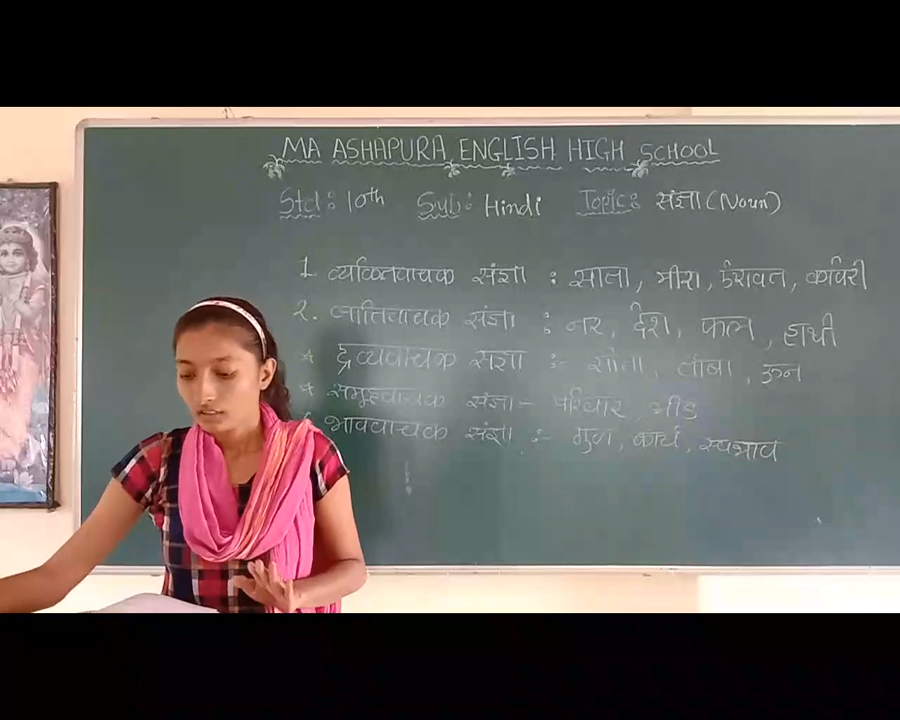 MA ASHAPURA ENGLISH HIGH SCHOOL
Std : 10th Sub : Hindi Topic : संज्ञा (Noun)
1. व्यक्तिवाचक संज्ञा : सीता, मीरा, ऐरावत, कावेरी
2. जातिवाचक संज्ञा : नर, देश, फल, हाथी
* द्रव्यवाचक संज्ञा :- सोना, तांबा, ऊन
* समूहवाचक संज्ञा - परिवार, भीड
भाववाचक संज्ञा :- गुण, कार्य, स्वभाव